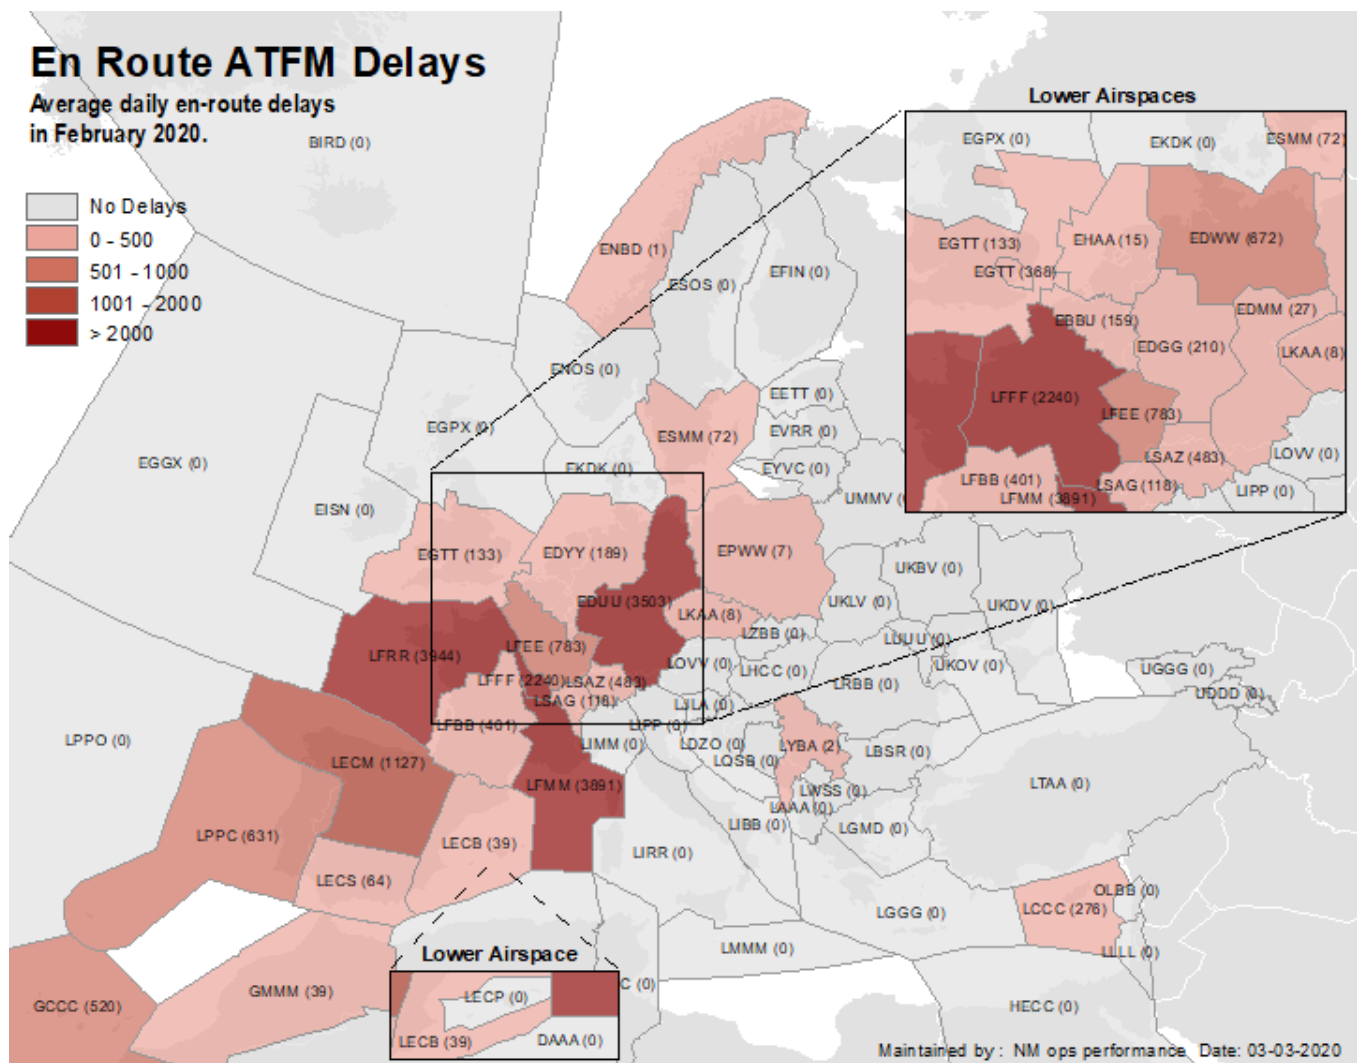 En Route ATFM Delays
Average daily en-route delays
in February 2020.
No Delays
0 - 500
501 - 1000
1001 - 2000
> 2000
Lower Airspaces
EGPX (0)
EKDK (0)
ESMM (72)
EGTT (133)
EHAA (15)
EDWW (672)
EGTT (368)
EBBU (159)
EDMM (27)
EDGG (210)
LKAA (8)
LFFF (2240)
LFEE (783)
LSAZ (483)
LOVV (0)
LFBB (401)
LSAG (118)
LIPP (0)
LFMM (3891)
BIRD (0)
ENBD (1)
ESOS (0)
EFIN (0)
ENOS (0)
EETT (0)
EGPX (0)
ESMM (72)
EVRR (0)
EGGX (0)
EKDK (0)
EYVC (0)
UMMV (0)
EISN (0)
EGTT (133)
EDYY (189)
EPWW (7)
UKBV (0)
EDUU (3503)
UKLV (0)
UKDV (0)
LKAA (8)
LZBB (0)
LUUU (0)
LFRR (3944)
LFEE (783)
LOVV (0)
LHCC (0)
UKOV (0)
UGGG (0)
LFFF (2240)
LSAZ (483)
LRBB (0)
UDDD (0)
LSAG (118)
LJLA (0)
LFBB (401)
LIPP (0)
LPPO (0)
LIMM (0)
LDZO (0)
LYBA (2)
LBSR (0)
LECM (1127)
LQSB (0)
LFMM (3891)
LWSS (0)
LTAA (0)
LAAA (0)
LPPC (631)
LIBB (0)
LGMD (0)
LECB (39)
LIRR (0)
LECS (64)
OLBB (0)
LCCC (276)
LGGG (0)
LMMM (0)
LLLL (0)
Lower Airspace
GMMM (39)
C (0)
LECP (0)
GCCC (520)
HECC (0)
LECB (39)
DAAA (0)
Maintained by : NM ops performance Date: 03-03-2020